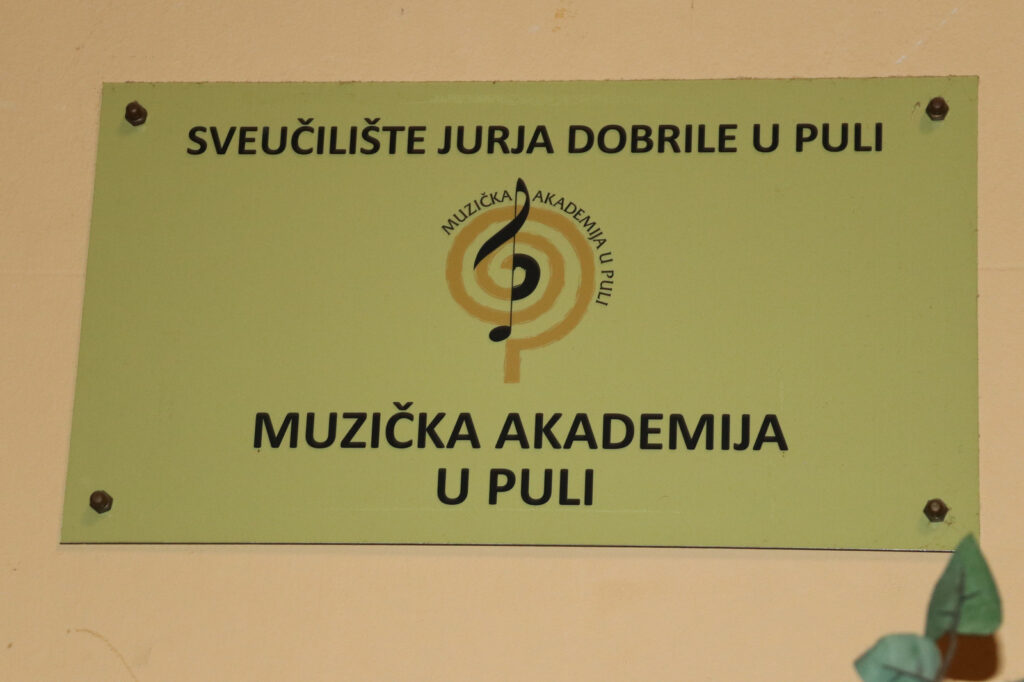 SVEUČILIŠTE JURJA DOBRILE U PULI
MUZIČKA AKADEMIJA U PULI
MUZIČKA AKADEMIJA
U PULI